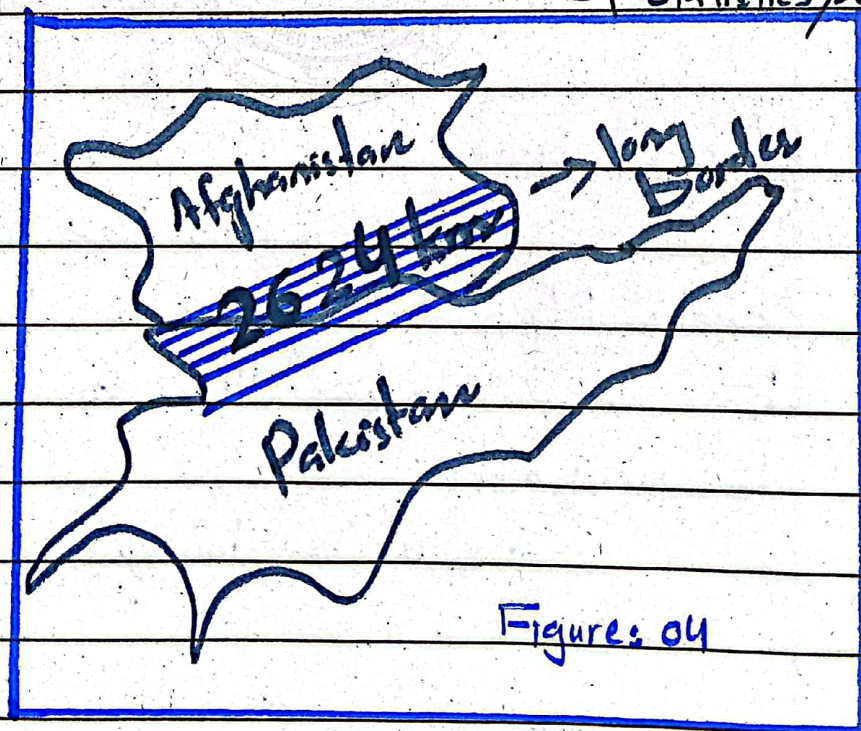 Afghanistan
→ long
border
2624 km
Pakistan
Figure: 04